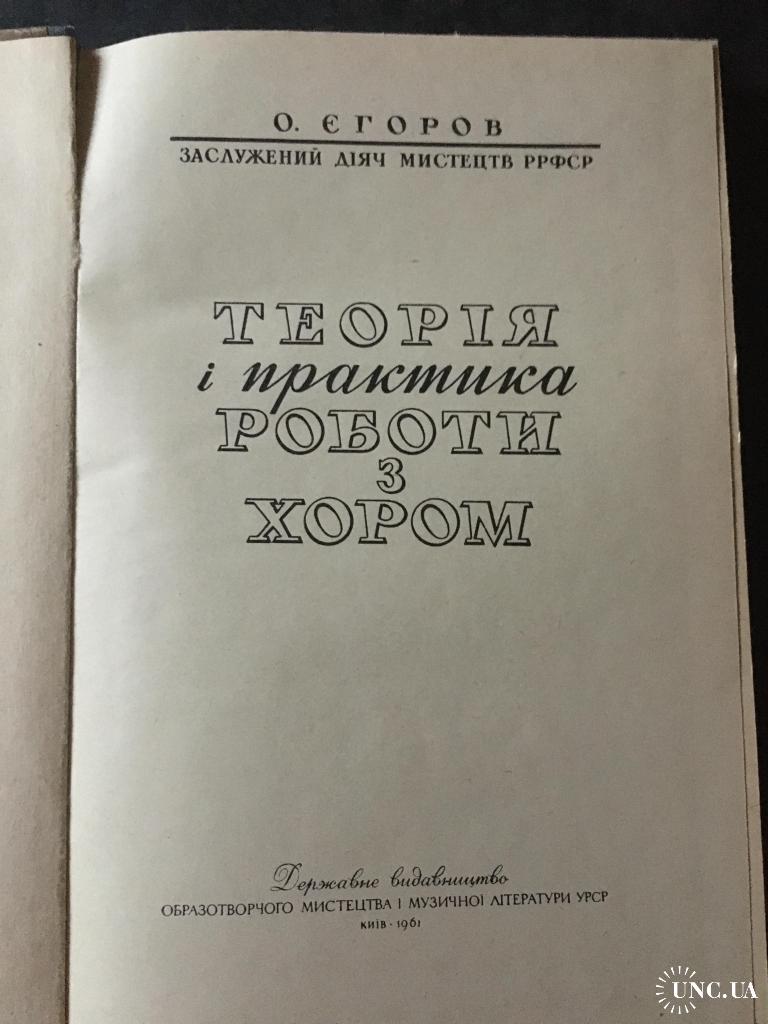 О. ЄГОРОВ
ЗАСЛУЖЕНИЙ ДІЯЧ МИСТЕЦТВ РРФСР
ТЕОРІЯ
і практика
РОБОТИ
З
ХОРОМ
Державне видавництво
ОБРАЗОТВОРЧОГО МИСТЕЦТВА І МУЗИЧНОЇ ЛІТЕРАТУРИ УРСР
КИЇВ · 1961
UNC.UA